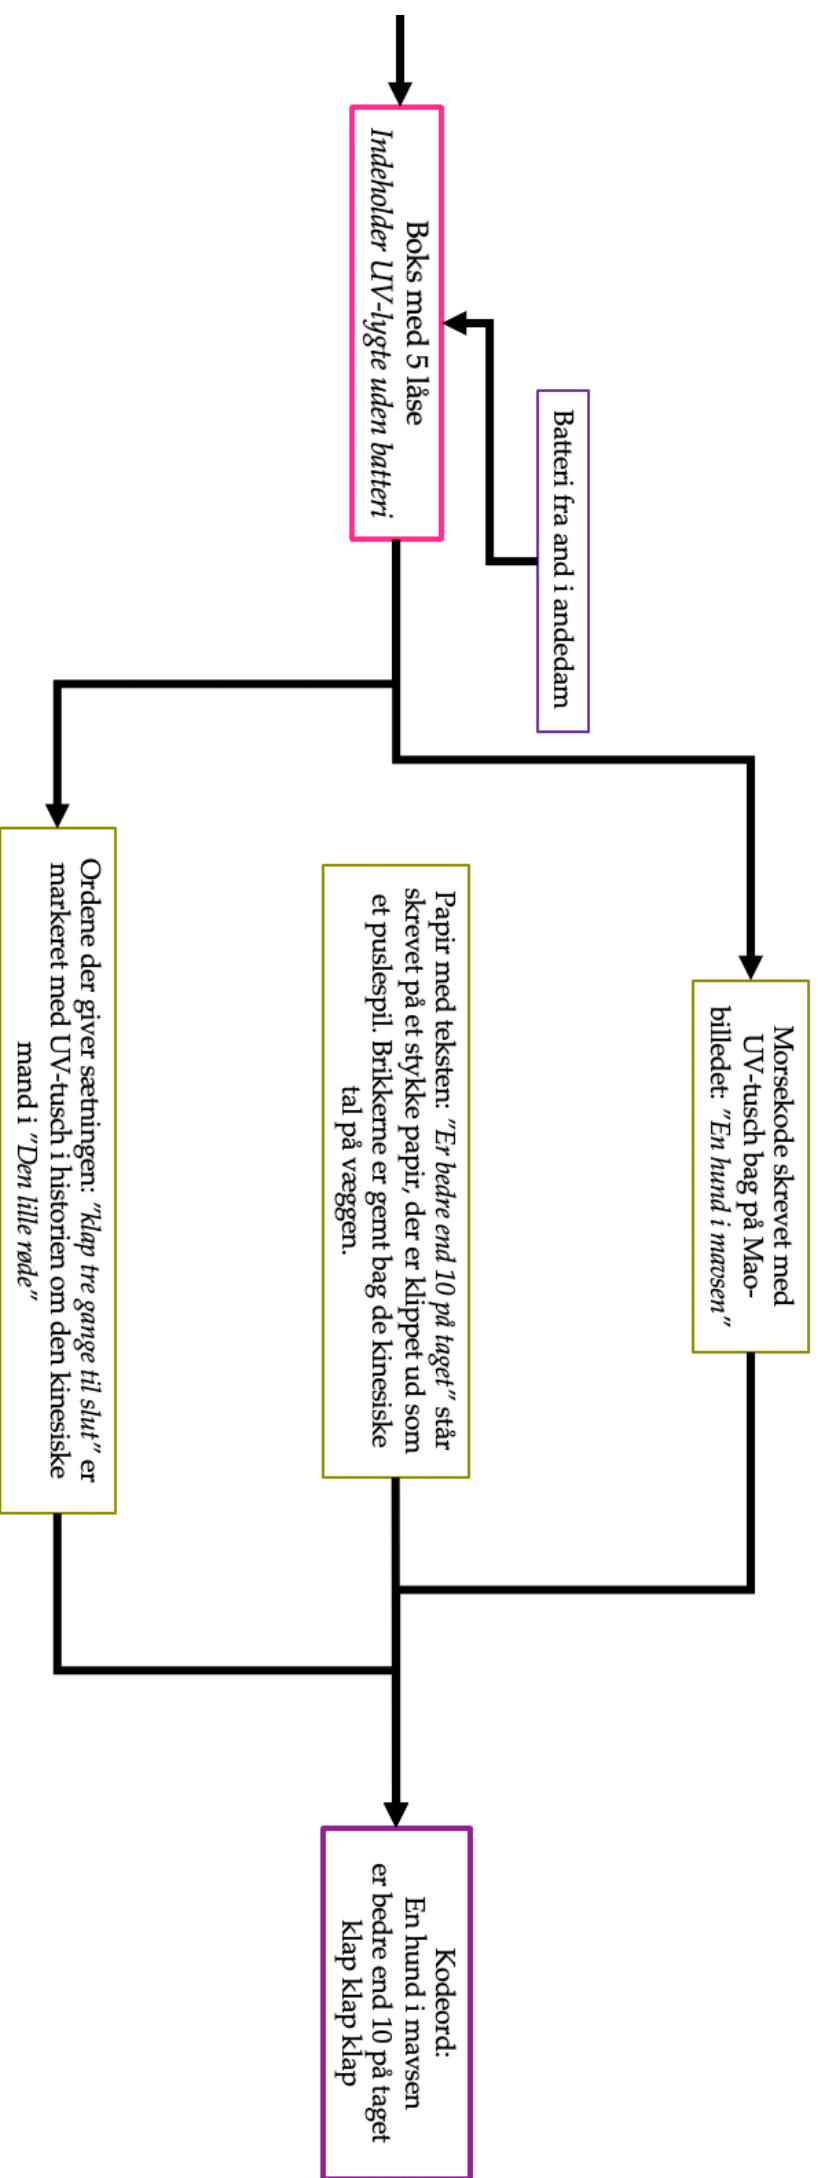 Boks med 5 låse
Indeholder UV-lygte uden batteri
Batteri fra and i andedam
Morsekode skrevet med
UV-tusch bag på Mao-
billedet: "En hund i mavsen"
Papir med teksten: "Er bedre end 10 på taget" står
skrevet på et stykke papir, der er klippet ud som
et puslespil. Brikkerne er gemt bag de kinesiske
tal på væggen.
Ordene der giver sætningen: "klap tre gange til slut" er
markeret med UV-tusch i historien om den kinesiske
mand i "Den lille røde"
Kodeord:
En hund i mavsen
er bedre end 10 på taget
klap klap klap